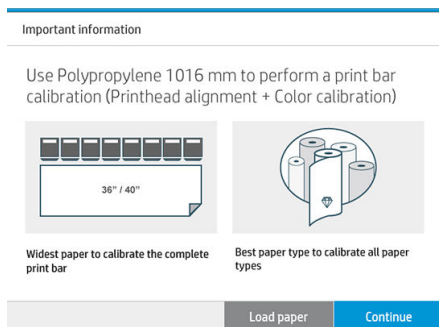 Important information
Use Polypropylene 1016 mm to perform a print bar
calibration (Printhead alignment + Color calibration)
36" / 40"
Widest paper to calibrate the complete
print bar
Best paper type to calibrate all paper
types
Load paper
Continue